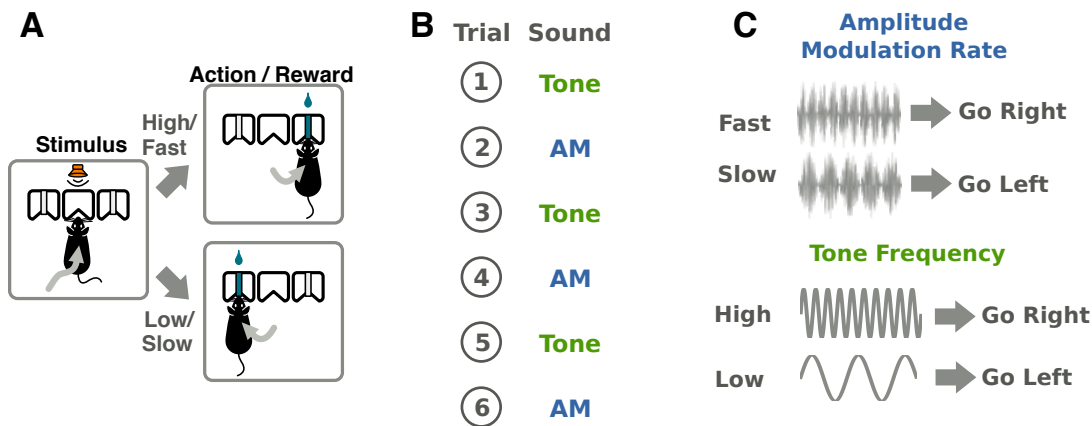 A
Stimulus
High/
Fast
Low/
Slow
Action / Reward
B
Trial Sound
1 Tone
2 AM
3 Tone
4 AM
5 Tone
6 AM
C
Amplitude
Modulation Rate
Fast Go Right
Slow Go Left
Tone Frequency
High Go Right
Low Go Left